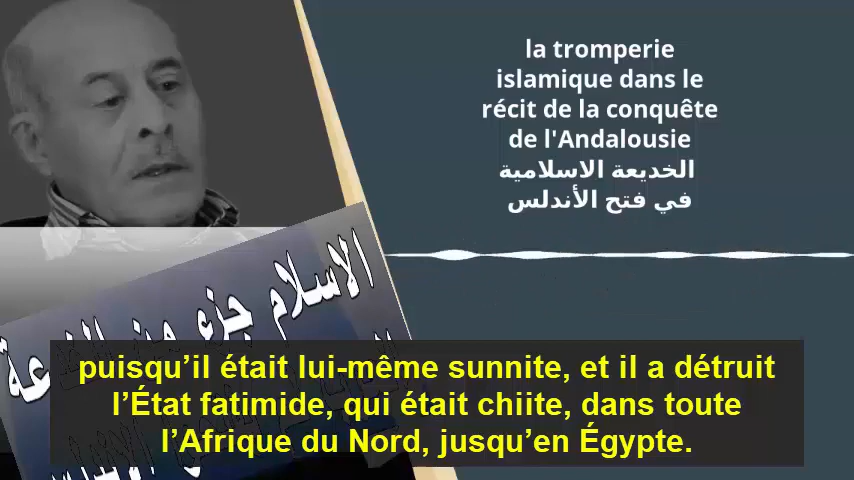 la tromperie
islamique dans le
récit de la conquête
de l'Andalousie
الخديعة الاسلامية
في فتح الأندلس
الاسلام جزء من
puisqu’il était lui-même sunnite, et il a détruit
l’État fatimide, qui était chiite, dans toute
l’Afrique du Nord, jusqu’en Égypte.